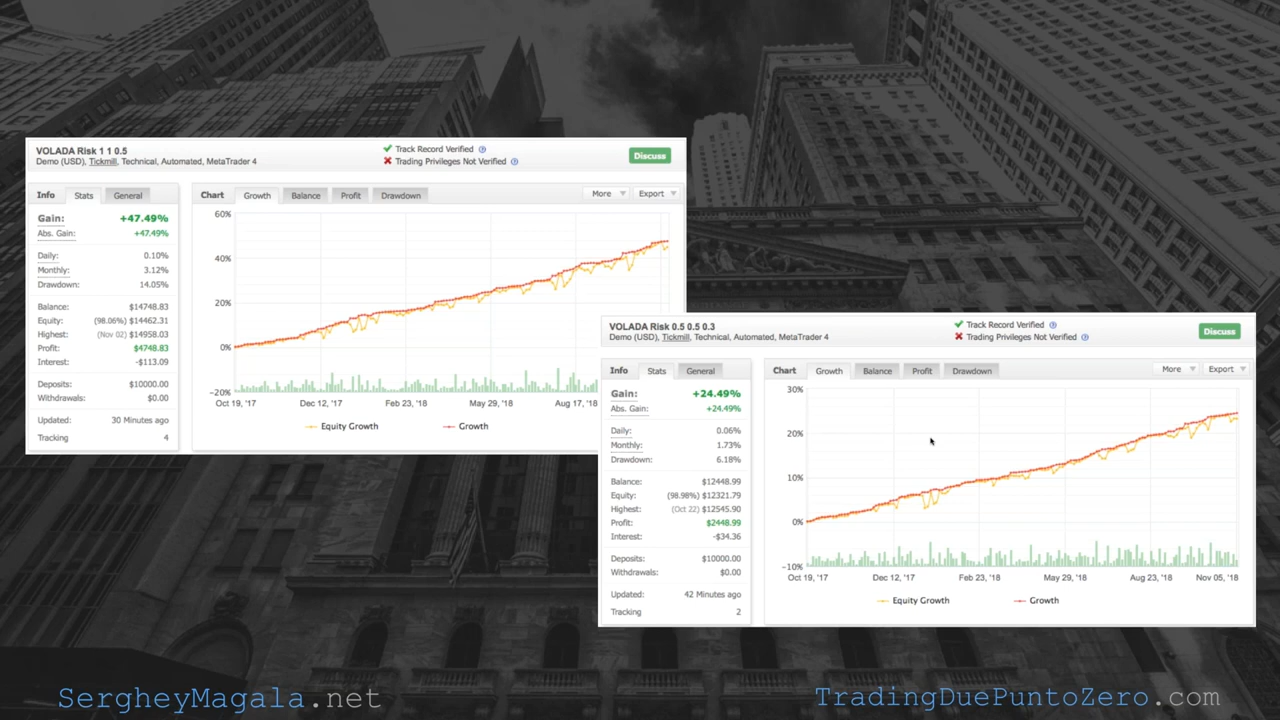 VOLADA Risk 1 1 0.5
Demo (USD), Tickmill, Technical, Automated, MetaTrader 4
Track Record Verified
Trading Privileges Not Verified
Discuss
Info Stats General
Gain: +47.49%
Abs. Gain: +47.49%
Daily: 0.10%
Monthly: 3.12%
Drawdown: 14.05%
Balance: $14748.83
Equity: (98.06%) $14462.31
Highest: (Nov 02) $14958.03
Profit: $4748.83
Interest: -$113.09
Deposits: $10000.00
Withdrawals: $0.00
Updated: 30 Minutes ago
Tracking 4
Chart Growth Balance Profit Drawdown More Export
60%
40%
20%
0%
-20%
Oct 19, '17 Dec 12, '17 Feb 23, '18 May 29, '18 Aug 17, '18
Equity Growth Growth
VOLADA Risk 0.5 0.5 0.3
Demo (USD), Tickmill, Technical, Automated, MetaTrader 4
Track Record Verified
Trading Privileges Not Verified
Discuss
Info Stats General
Gain: +24.49%
Abs. Gain: +24.49%
Daily: 0.06%
Monthly: 1.73%
Drawdown: 6.18%
Balance: $12448.99
Equity: (98.98%) $12321.79
Highest: (Oct 22) $12545.90
Profit: $2448.99
Interest: -$34.36
Deposits: $10000.00
Withdrawals: $0.00
Updated: 42 Minutes ago
Tracking 2
Chart Growth Balance Profit Drawdown More Export
30%
20%
10%
0%
-10%
Oct 19, '17 Dec 12, '17 Feb 23, '18 May 29, '18 Aug 23, '18 Nov 05, '18
Equity Growth Growth
SergheyMagala.net
TradingDuePuntoZero.com